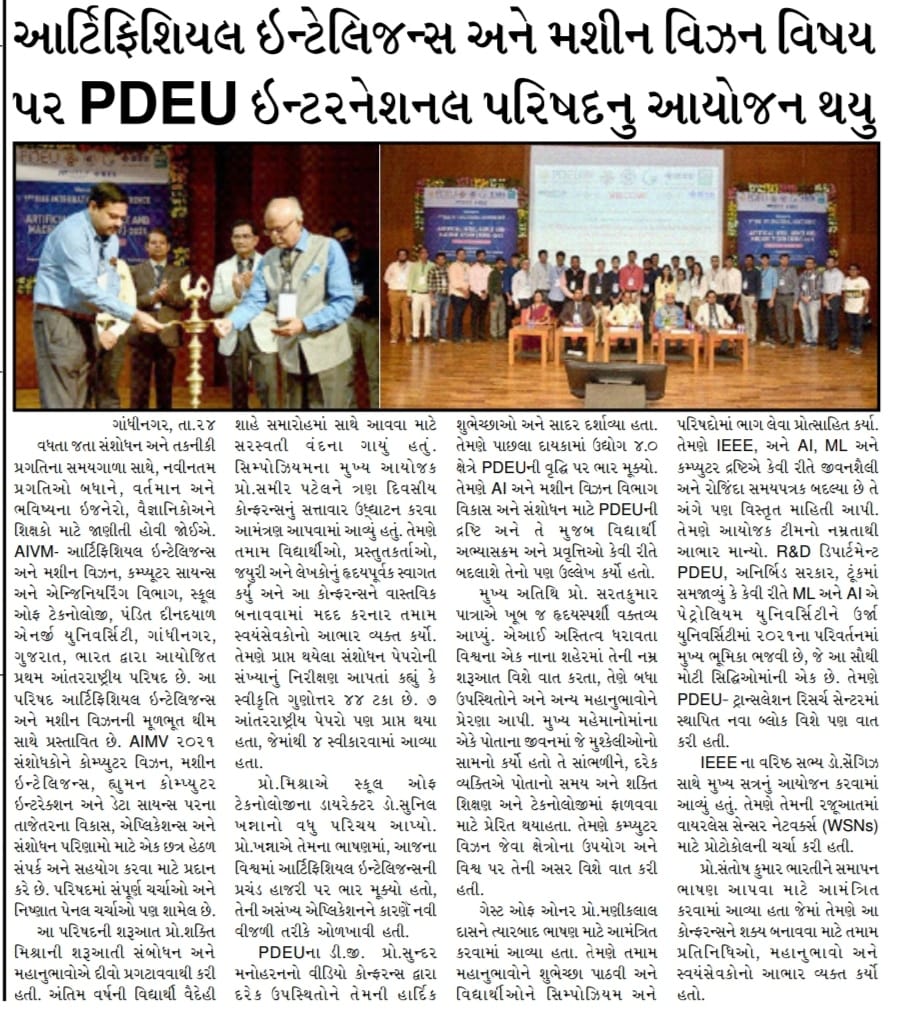 આર્ટિફિશિયલ ઇન્ટેલિજન્સ અને મશીન વિઝન વિષય
પર PDEU ઇન્ટરનેશનલ પરિષદનુ આયોજન થયુ
PDEU
ARTIFICIAL
WELCOME
ગાંધીનગર, તા.૨૪
વધતા જતા સંશોધન અને તકનીકી
પ્રગતિના સમયગાળા સાથે, નવીનતમ
પ્રગતિઓ બધાને, વર્તમાન અને
ભવિષ્યના ઇજનેરો, વૈજ્ઞાનિકોઅને
શિક્ષકો માટે જાણીતી હોવી જોઈએ.
AIVM- આર્ટિફિશિયલ ઇન્ટેલિજન્સ
અને મશીન વિઝન, કમ્પ્યૂટર સાયન્સ
અને એન્જિનિયરિંગ વિભાગ, સ્કૂલ
ઓફ ટેકનોલોજી, પંડિત દીનદયાળ
એનર્જી યુનિવર્સિટી, ગાંધીનગર,
ગુજરાત, ભારત દ્વારા આયોજિત
પ્રથમ આંતરરાષ્ટ્રીય પરિષદ છે. આ
પરિષદ આર્ટિફિશિયલ ઇન્ટેલિજન્સ
અને મશીન વિઝનની મૂળભૂત થીમ
સાથે પ્રસ્તાવિત છે. AIMV ૨૦૨૧
સંશોધકોને કોમ્પ્યુટર વિઝન, મશીન
ઇન્ટેલિજન્સ, હ્યુમન કોમ્પ્યુટર
ઇન્ટરેક્શન અને ડેટા સાયન્સ પરના
તાજેતરના વિકાસ, એપ્લિકેશન્સ અને
સંશોધન પરિણામો માટે એક છત્ર હેઠળ
સંપર્ક અને સહયોગ કરવા માટે પ્રદાન
કરે છે. પરિષદમાં સંપૂર્ણ ચર્ચાઓ અને
નિષ્ણાત પેનલ ચર્ચાઓ પણ શામેલ છે.
આ પરિષદની શરૂઆત પ્રો.શક્તિ
મિશ્રાની શરૂઆતી સંબોધન અને
મહાનુભાવોએ દીવો પ્રગટાવવાથી કરી
હતી. અંતિમ વર્ષની વિદ્યાર્થી વૈદેહી
શાહે સમારોહમાં સાથે આવવા માટે
સરસ્વતી વંદના ગાયું હતું.
સિમ્પોઝિયમના મુખ્ય આયોજક
પ્રો.સમીર પટેલને ત્રણ દિવસીય
કોન્ફરન્સનું સત્તાવાર ઉદ્ઘાટન કરવા
આમંત્રણ આપવામાં આવ્યું હતું. તેમણે
તમામ વિદ્યાર્થીઓ, પ્રસ્તુતકર્તાઓ,
જયુરી અને લેખકોનું હૃદયપૂર્વક સ્વાગત
કર્યું અને આ કોન્ફરન્સને વાસ્તવિક
બનાવવામાં મદદ કરનાર તમામ
સ્વયંસેવકોનો આભાર વ્યક્ત કર્યો.
તેમણે પ્રાપ્ત થયેલા સંશોધન પેપરોની
સંખ્યાનું નિરીક્ષણ આપતાં કહ્યું કે
સ્વીકૃતિ ગુણોત્તર ૪૪ ટકા છે. ૭
આંતરરાષ્ટ્રીય પેપરો પણ પ્રાપ્ત થયા
હતા, જેમાંથી ૪ સ્વીકારવામાં આવ્યા
હતા.
પ્રો.મિશ્રાએ સ્કૂલ ઓફ
ટેકનોલોજીના ડાયરેક્ટર ડો.સુનિલ
ખન્નાનો વધુ પરિચય આપ્યો.
પ્રો.ખન્નાએ તેમના ભાષણમાં, આજના
વિશ્વમાં આર્ટિફિશિયલ ઇન્ટેલિજન્સની
પ્રચંડ હાજરી પર ભાર મૂક્યો હતો,
તેની અસંખ્ય એપ્લિકેશનને કારણેં નવી
વીજળી તરીકે ઓળખાવી હતી.
PDEUના ડી.જી. પ્રો.સુન્દર
મનોહરનનો વીડિયો કોન્ફરન્સ દ્વારા
દરેક ઉપસ્થિતોને તેમની હાર્દિક
શુભેચ્છાઓ અને સાદર દર્શાવ્યા હતા.
તેમણે પાછલા દાયકામાં ઉદ્યોગ ૪.૦
ક્ષેત્રે PDEUની વૃદ્ધિ પર ભાર મૂક્યો.
તેમણે AI અને મશીન વિઝન વિભાગ
વિકાસ અને સંશોધન માટે PDEUની
દ્રષ્ટિ અને તે મુજબ વિદ્યાર્થી
અભ્યાસક્રમ અને પ્રવૃત્તિઓ કેવી રીતે
બદલાશે તેનો પણ ઉલ્લેખ કર્યો હતો.
મુખ્ય અતિથિ પ્રો. સરતકુમાર
પાત્રાએ ખૂબ જ હૃદયસ્પર્શી વક્તવ્ય
આપ્યું. એઆઈ અસ્તિત્વ ધરાવતા
વિશ્વના એક નાના શહેરમાં તેની નમ્ર
શરૂઆત વિશે વાત કરતા, તેણે બધા
ઉપસ્થિતોને અને અન્ય મહાનુભાવોને
પ્રેરણા આપી. મુખ્ય મહેમાનોમાંના
એકે પોતાના જીવનમાં જે મુશ્કેલીઓનો
સામનો કર્યો હતો તે સાંભળીને, દરેક
વ્યક્તિએ પોતાનો સમય અને શક્તિ
શિક્ષણ અને ટેકનોલોજીમાં ફાળવવા
માટે પ્રેરિત થયાહતા. તેમણે કમ્પ્યુટર
વિઝન જેવા ક્ષેત્રોના ઉપયોગ અને
વિશ્વ પર તેની અસર વિશે વાત કરી
હતી.
ગેસ્ટ ઓફ ઓનર પ્રો.મણીકલાલ
દાસને ત્યારબાદ ભાષણ માટે આમંત્રિત
કરવામાં આવ્યા હતા. તેમણે તમામ
મહાનુભાવોને શુભેચ્છા પાઠવી અને
વિદ્યાર્થીઓને સિમ્પોઝિયમ અને
પરિષદોમાં ભાગ લેવા પ્રોત્સાહિત કર્યા.
તેમણે IEEE, અને AI, ML અને
કમ્પ્યુટર દ્રષ્ટિએ કેવી રીતે જીવનશૈલી
અને રોજિંદા સમયપત્રક બદલ્યા છે તે
અંગે પણ વિસ્તૃત માહિતી આપી.
તેમણે આયોજક ટીમનો નમ્રતાથી
આભાર માન્યો. R&D ડિપાર્ટમેન્ટ
PDEU, અનિર્બિડ સરકાર, ટૂંકમાં
સમજાવ્યું કે કેવી રીતે ML અને AI એ
પેટ્રોલિયમ યુનિવર્સિટીને ઉર્જા
યુનિવર્સિટીમાં ૨૦૨૧ના પરિવર્તનમાં
મુખ્ય ભૂમિકા ભજવી છે, જે આ સૌથી
મોટી સિદ્ધિઓમાંની એક છે. તેમણે
PDEU- ટ્રાન્સલેશન રિસર્ચ સેન્ટરમાં
સ્થાપિત નવા બ્લોક વિશે પણ વાત
કરી હતી.
IEEE ના વરિષ્ઠ સભ્ય ડો.સેંગિઝ
સાથે મુખ્ય સત્રનું આયોજન કરવામાં
આવ્યું હતું. તેમણે તેમની રજૂઆતમાં
વાયરલેસ સેન્સર નેટવર્ક્સ (WSNs)
માટે પ્રોટોકોલની ચર્ચા કરી હતી.
પ્રો.સંતોષ કુમાર ભારતીને સમાપન
ભાષણ આપવા માટે આમંત્રિત
કરવામાં આવ્યા હતા જેમાં તેમણે આ
કોન્ફરન્સને શક્ય બનાવવા માટે તમામ
પ્રતિનિધિઓ, મહાનુભાવો અને
સ્વયંસેવકોનો આભાર વ્યક્ત કર્યો
હતો.